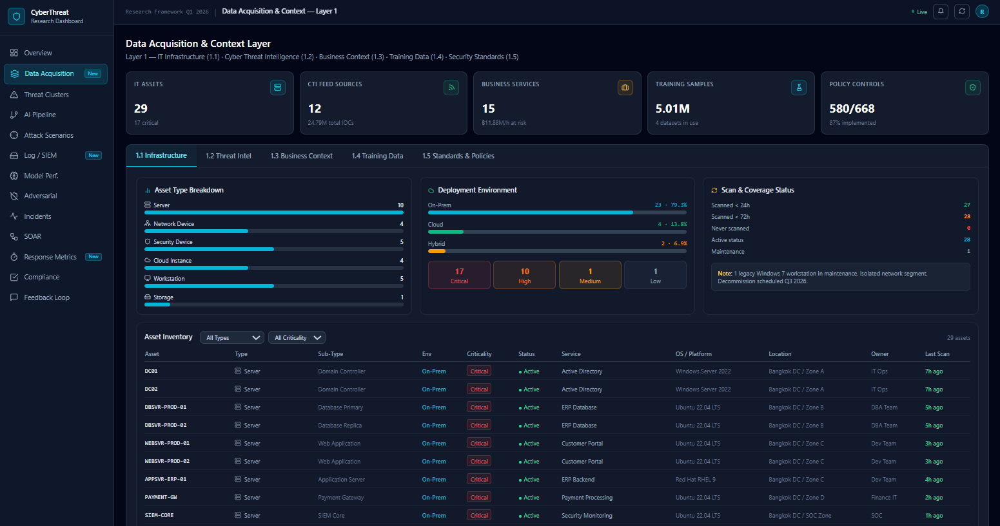 CyberThreat
Research Dashboard
Overview
Data Acquisition New
Threat Clusters
AI Pipeline
Attack Scenarios
Log / SIEM New
Model Perf.
Adversarial
Incidents
SOAR
Response Metrics New
Compliance
Feedback Loop
Research Framework Q1 2026 | Data Acquisition & Context — Layer 1
Live
R
Data Acquisition & Context Layer
Layer 1 — IT Infrastructure (1.1) · Cyber Threat Intelligence (1.2) · Business Context (1.3) · Training Data (1.4) · Security Standards (1.5)
IT ASSETS
29
17 critical
CTI FEED SOURCES
12
24.79M total IOCs
BUSINESS SERVICES
15
฿11.88M/h at risk
TRAINING SAMPLES
5.01M
4 datasets in use
POLICY CONTROLS
580/668
87% implemented
1.1 Infrastructure 1.2 Threat Intel 1.3 Business Context 1.4 Training Data 1.5 Standards & Policies
Asset Type Breakdown
Server 10
Network Device 4
Security Device 5
Cloud Instance 4
Workstation 5
Storage 1
Deployment Environment
On-Prem 23 · 79.3%
Cloud 4 · 13.8%
Hybrid 2 · 6.9%
17
Critical
10
High
1
Medium
1
Low
Scan & Coverage Status
Scanned < 24h 27
Scanned < 72h 28
Never scanned 0
Active status 28
Maintenance 1
Note: 1 legacy Windows 7 workstation in maintenance. Isolated network segment.
Decommission scheduled Q3 2026.
Asset Inventory All Types All Criticality 29 assets
Asset Type Sub-Type Env Criticality Status Service OS / Platform Location Owner Last Scan
DC01 Server Domain Controller On-Prem Critical Active Active Directory Windows Server 2022 Bangkok DC / Zone A IT Ops 7h ago
DC02 Server Domain Controller On-Prem Critical Active Active Directory Windows Server 2022 Bangkok DC / Zone A IT Ops 7h ago
DBSVR-PROD-01 Server Database Primary On-Prem Critical Active ERP Database Ubuntu 22.04 LTS Bangkok DC / Zone B DBA Team 5h ago
DBSVR-PROD-02 Server Database Replica On-Prem Critical Active ERP Database Ubuntu 22.04 LTS Bangkok DC / Zone B DBA Team 5h ago
WEBSVR-PROD-01 Server Web Application On-Prem Critical Active Customer Portal Ubuntu 22.04 LTS Bangkok DC / Zone C Dev Team 3h ago
WEBSVR-PROD-02 Server Web Application On-Prem Critical Active Customer Portal Ubuntu 22.04 LTS Bangkok DC / Zone C Dev Team 3h ago
APPSVR-ERP-01 Server Application Server On-Prem Critical Active ERP Backend Red Hat RHEL 9 Bangkok DC / Zone C Dev Team 4h ago
PAYMENT-GW Server Payment Gateway On-Prem Critical Active Payment Processing Ubuntu 22.04 LTS Bangkok DC / Zone D Finance IT 2h ago
SIEM-CORE Server SIEM Core On-Prem Critical Active Security Monitoring Ubuntu 22.04 LTS Bangkok DC / SOC Zone SOC 1h ago